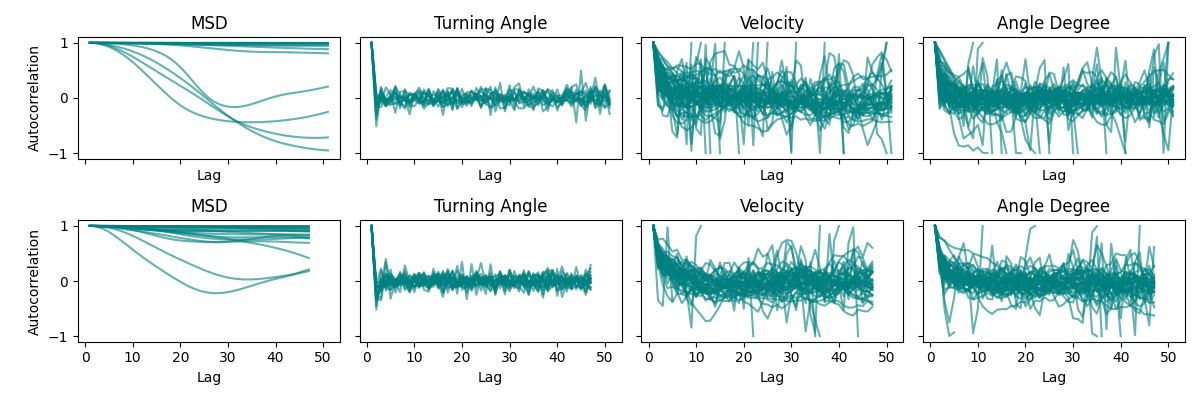 MSD Turning Angle Velocity Angle Degree
Autocorrelation
1
0
−1
Lag Lag Lag Lag
MSD Turning Angle Velocity Angle Degree
Autocorrelation
1
0
−1
0 10 20 30 40 50 0 10 20 30 40 50 0 10 20 30 40 50 0 10 20 30 40 50
Lag Lag Lag Lag